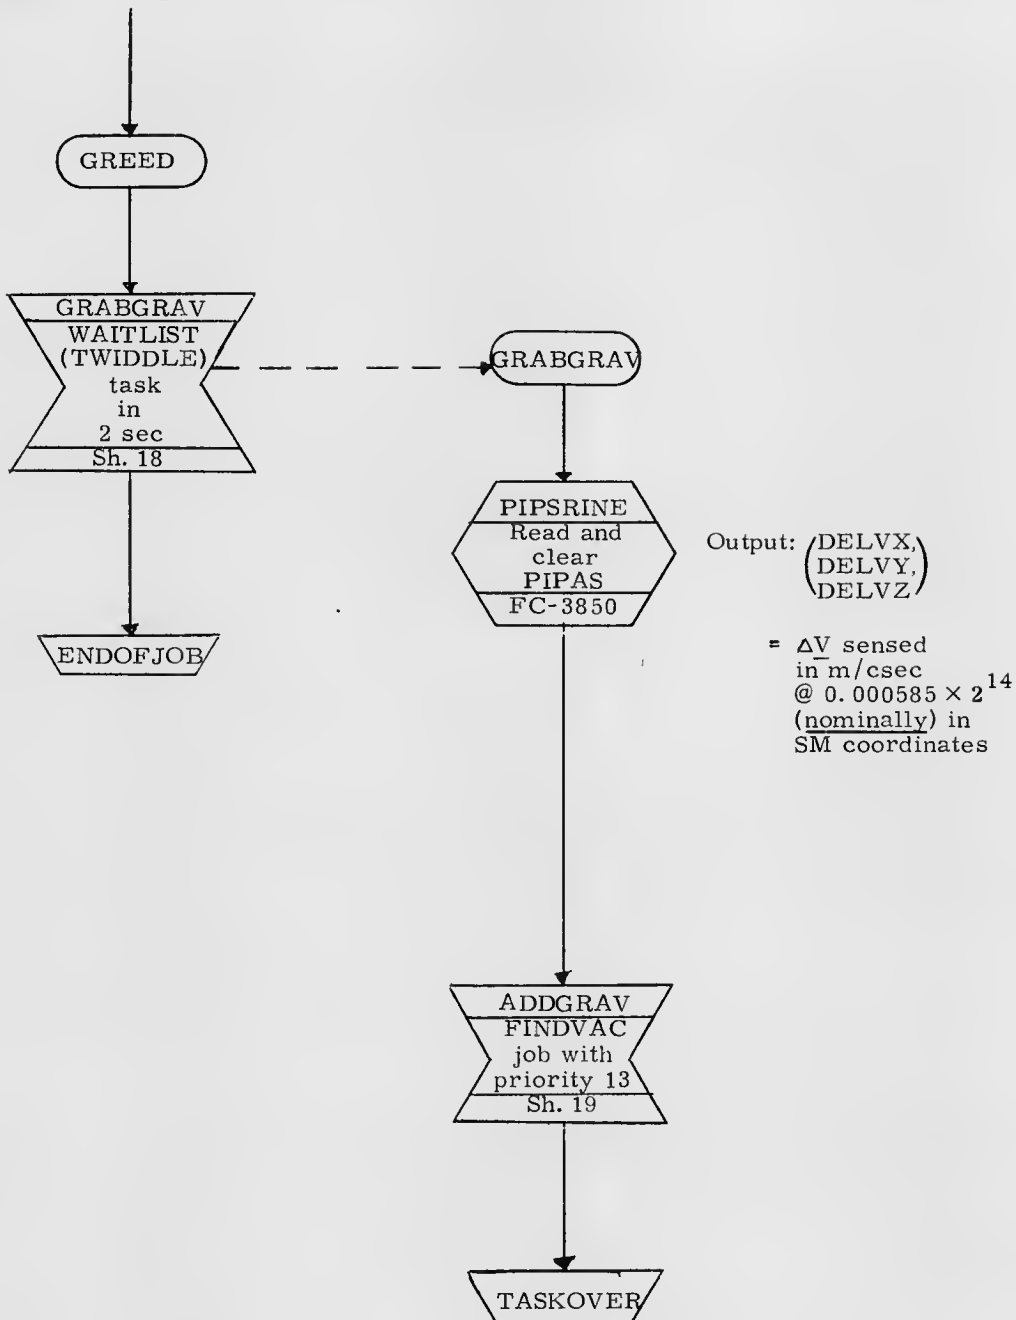 GREED
GRABGRAV
WAITLIST
(TWIDDLE)
task
in
2 sec
Sh. 18
ENDOFJOB
GRABGRAV
PIPSRINE
Read and
clear
PIPAS
FC-3850
Output: (DELVX,
DELVY,
DELVZ)
= ΔV sensed
in m/csec
@ 0.000585 × 2^14
(nominally) in
SM coordinates
ADDGRAV
FINDVAC
job with
priority 13
Sh. 19
TASKOVER